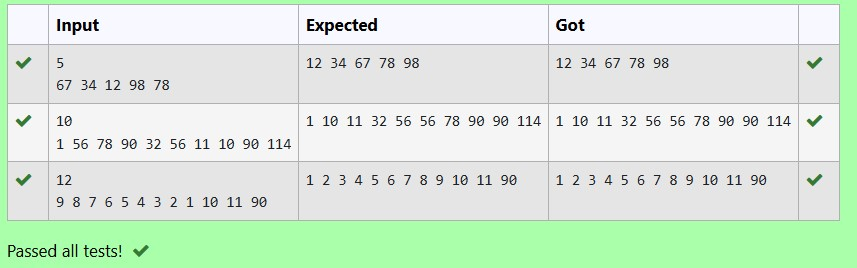 Input Expected Got
5 12 34 67 78 98 12 34 67 78 98
67 34 12 98 78
10 1 10 11 32 56 56 78 90 90 114 1 10 11 32 56 56 78 90 90 114
1 56 78 90 32 56 11 10 90 114
12 1 2 3 4 5 6 7 8 9 10 11 90 1 2 3 4 5 6 7 8 9 10 11 90
9 8 7 6 5 4 3 2 1 10 11 90
Passed all tests!